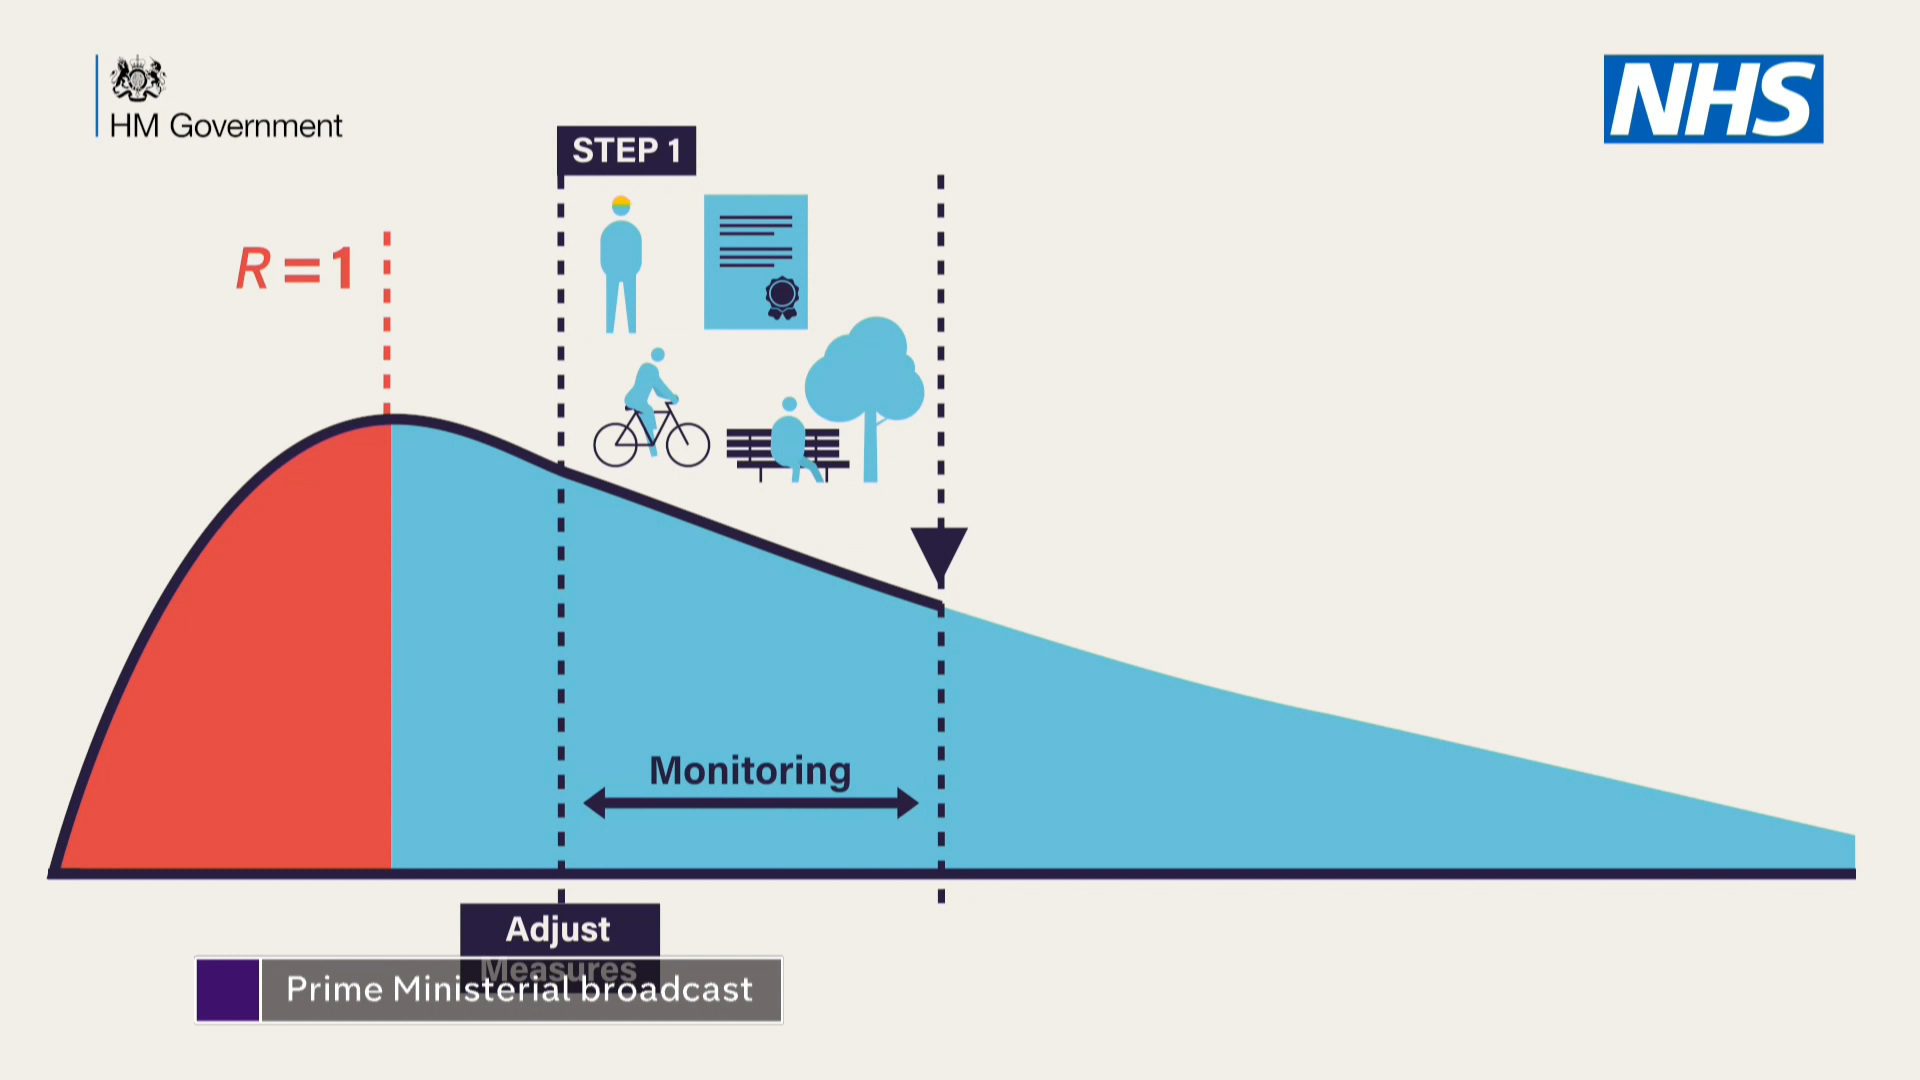 HM Government
NHS
STEP 1
R = 1
Monitoring
Adjust
Measures
Prime Ministerial broadcast